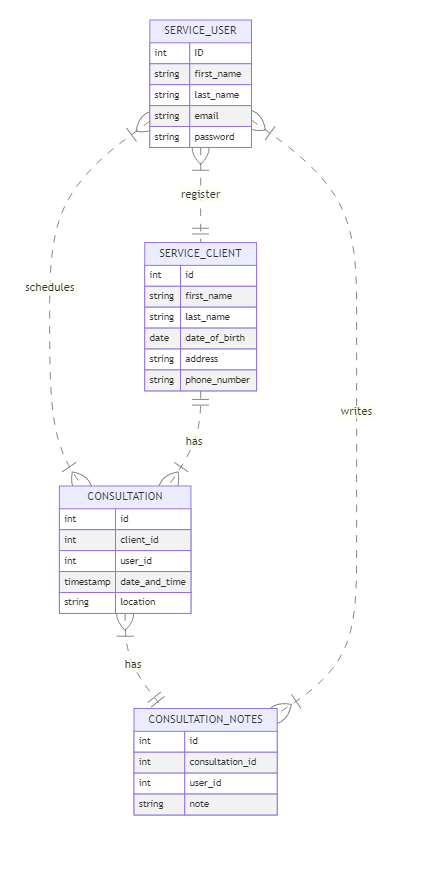 SERVICE_USER
int ID
string first_name
string last_name
string email
string password
register
SERVICE_CLIENT
int id
string first_name
string last_name
date date_of_birth
string address
string phone_number
schedules
has
writes
CONSULTATION
int id
int client_id
int user_id
timestamp date_and_time
string location
has
CONSULTATION_NOTES
int id
int consultation_id
int user_id
string note